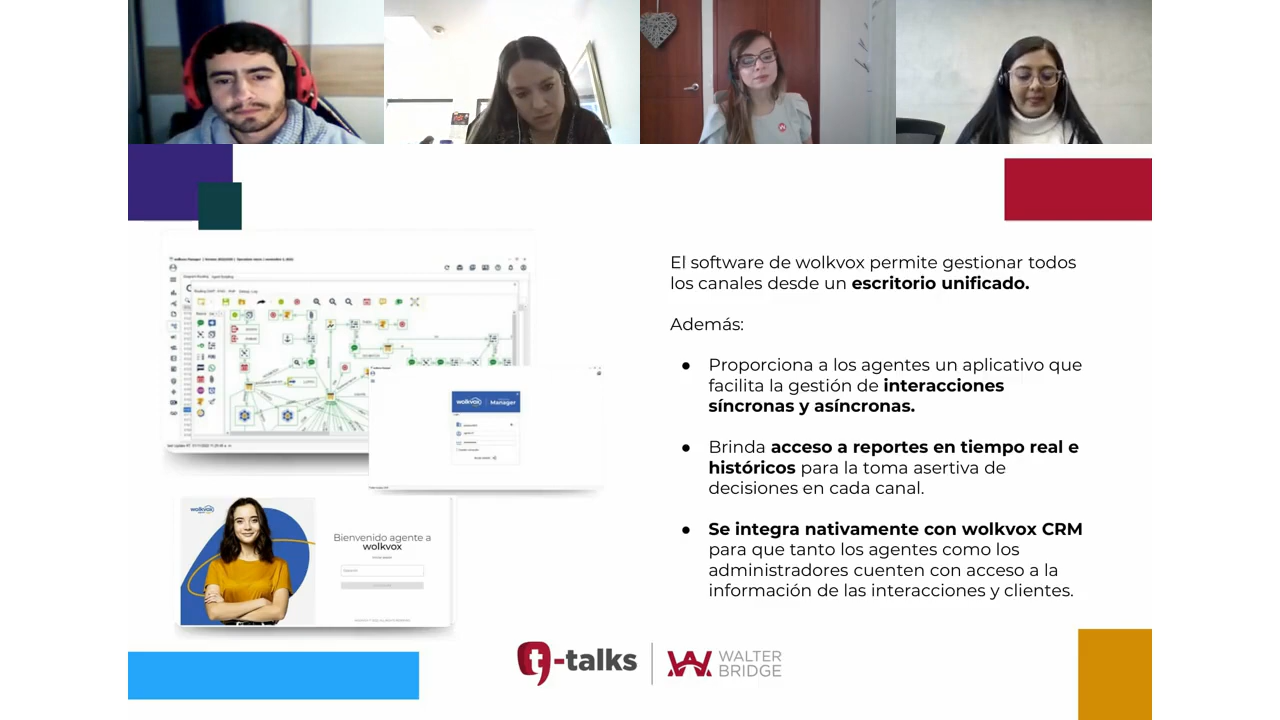 El software de wolkvox permite gestionar todos
los canales desde un escritorio unificado.
Además:
● Proporciona a los agentes un aplicativo que
facilita la gestión de interacciones
síncronas y asíncronas.
● Brinda acceso a reportes en tiempo real e
históricos para la toma asertiva de
decisiones en cada canal.
● Se integra nativamente con wolkvox CRM
para que tanto los agentes como los
administradores cuenten con acceso a la
información de las interacciones y clientes.
wolkvox
Manager
wolkvox
Bienvenido agente a
wolkvox
t-talks
WALTER
BRIDGE